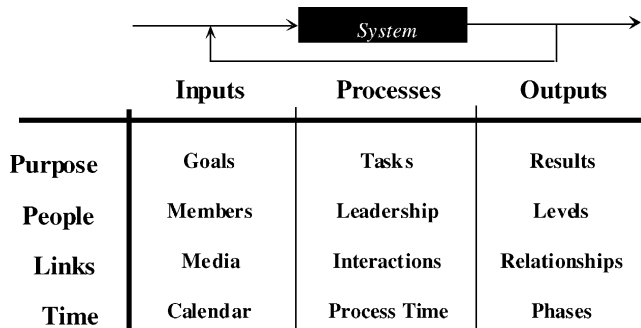 System
Inputs Processes Outputs
Purpose Goals Tasks Results
People Members Leadership Levels
Links Media Interactions Relationships
Time Calendar Process Time Phases